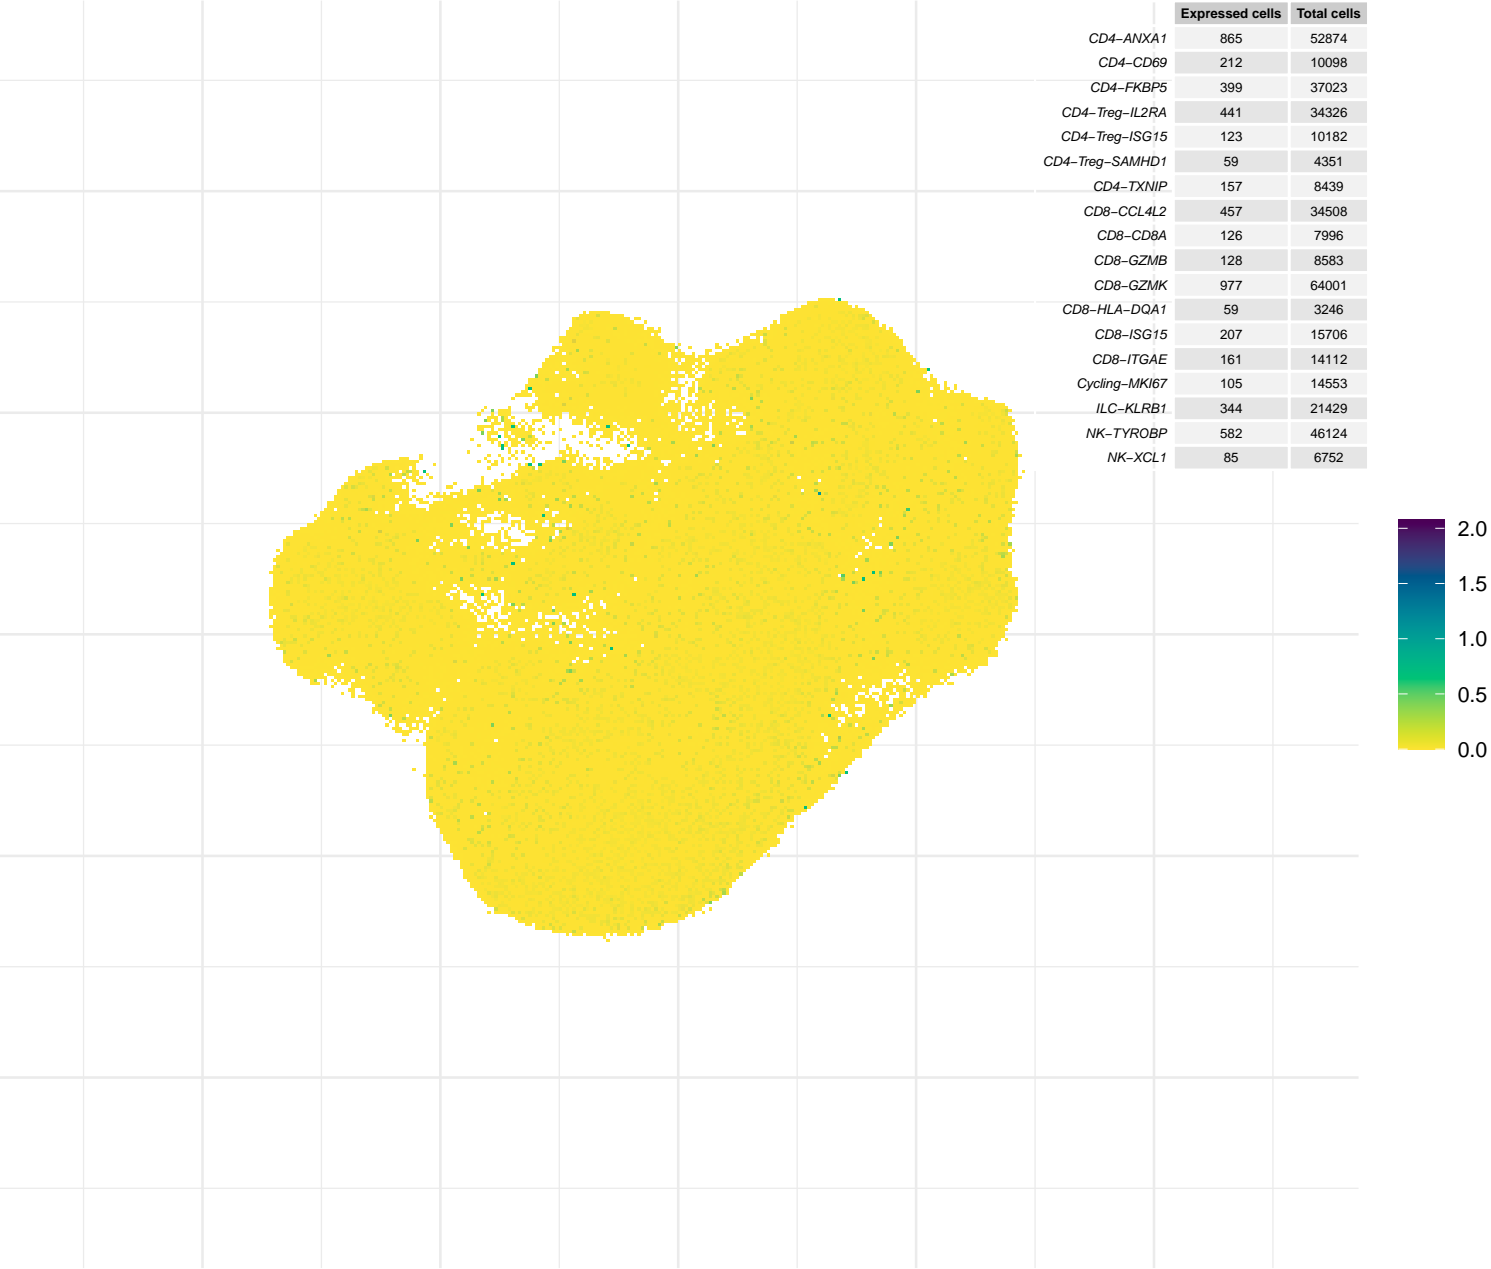 Expressed cells Total cells
CD4−ANXA1 865 52874
CD4−CD69 212 10098
CD4−FKBP5 399 37023
CD4−Treg−IL2RA 441 34326
CD4−Treg−ISG15 123 10182
CD4−Treg−SAMHD1 59 4351
CD4−TXNIP 157 8439
CD8−CCL4L2 457 34508
CD8−CD8A 126 7996
CD8−GZMB 128 8583
CD8−GZMK 977 64001
CD8−HLA−DQA1 59 3246
CD8−ISG15 207 15706
CD8−ITGAE 161 14112
Cycling−MKI67 105 14553
ILC−KLRB1 344 21429
NK−TYROBP 582 46124
NK−XCL1 85 6752
2.0
1.5
1.0
0.5
0.0